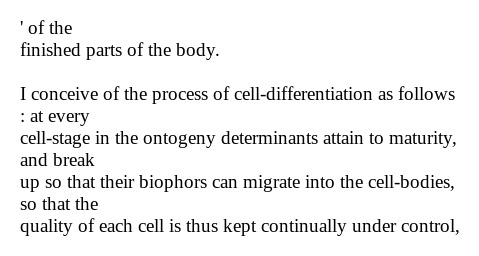 ' of the
finished parts of the body.
I conceive of the process of cell-differentiation as follows
: at every
cell-stage in the ontogeny determinants attain to maturity,
and break
up so that their biophors can migrate into the cell-bodies,
so that the
quality of each cell is thus kept continually under control,